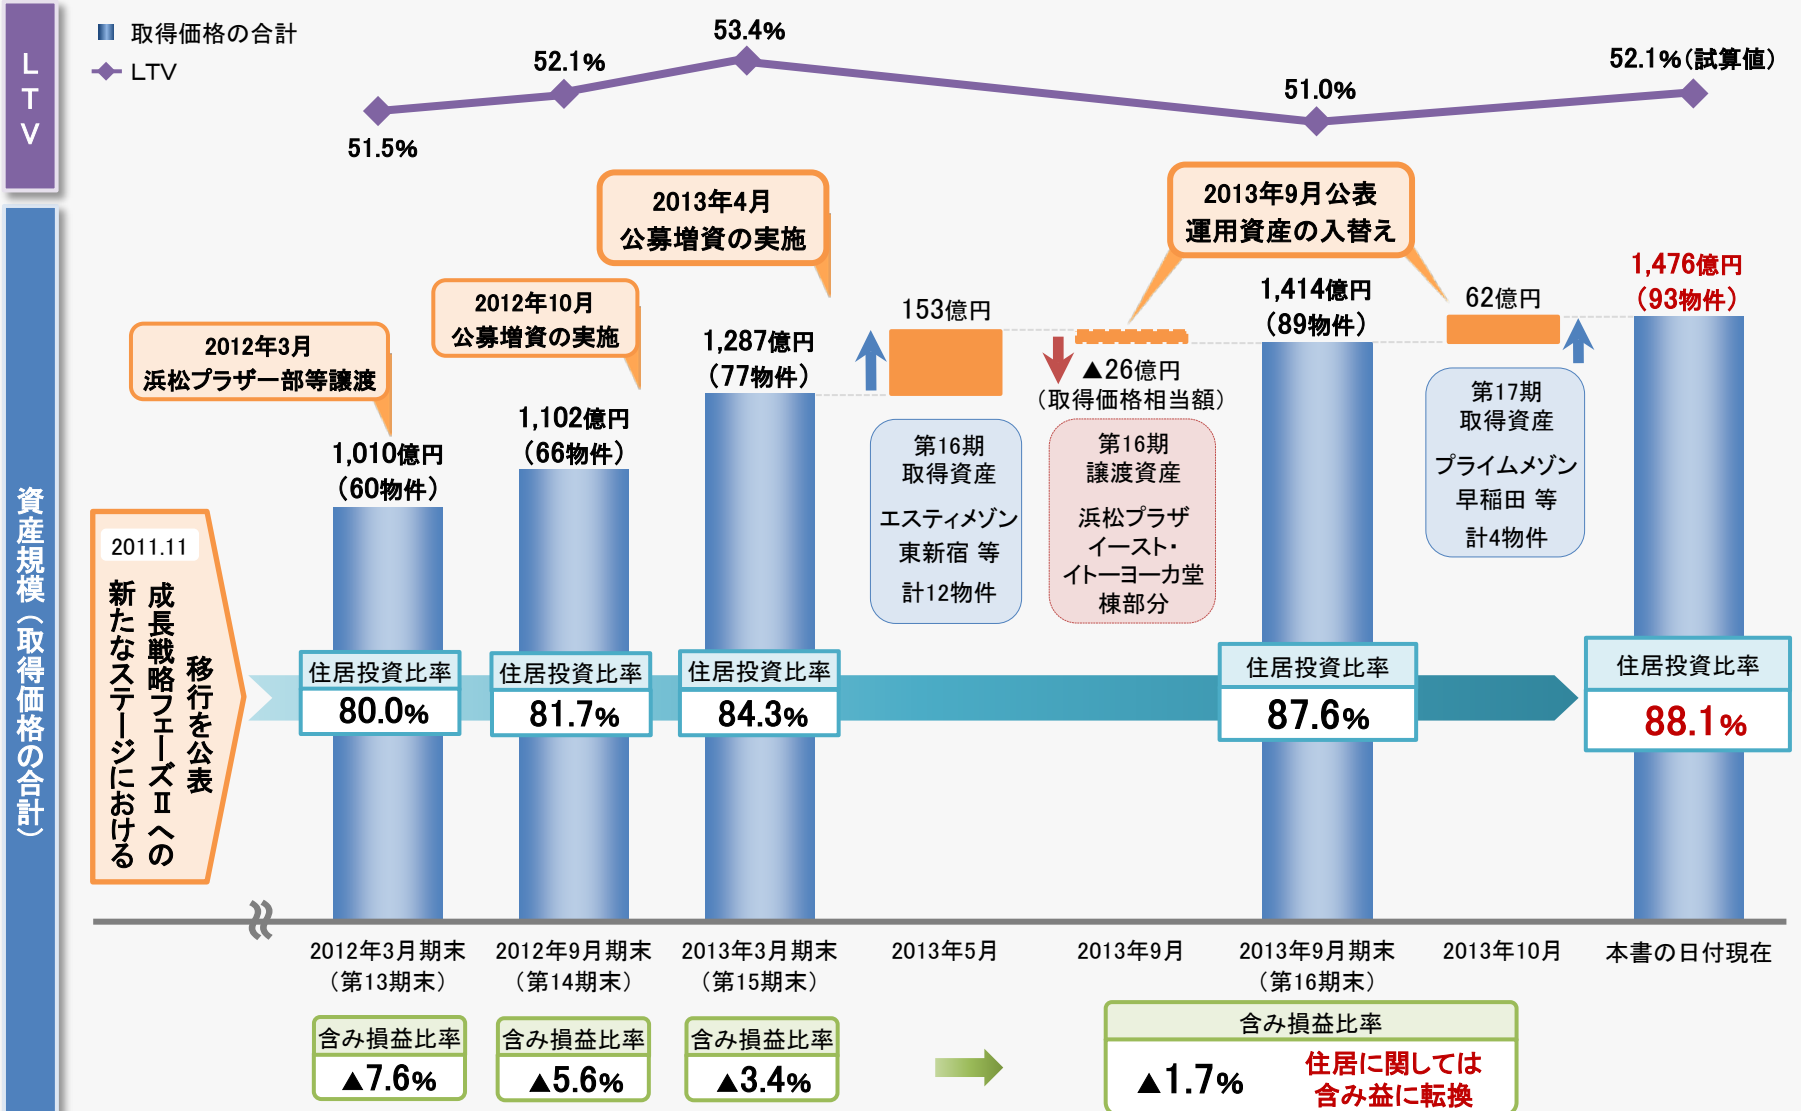 LTV
取得価格の合計
LTV
51.5%
52.1%
53.4%
51.0%
52.1%(試算値)
資産規模(取得価格の合計)
2011.11
新たなステージにおける
成長戦略フェーズⅡへの
移行を公表
2012年3月
浜松プラザ一部等譲渡
2012年10月
公募増資の実施
2013年4月
公募増資の実施
2013年9月公表
運用資産の入替え
1,010億円
(60物件)
1,102億円
(66物件)
1,287億円
(77物件)
153億円
第16期
取得資産
エスティメゾン
東新宿 等
計12物件
▲26億円
(取得価格相当額)
第16期
譲渡資産
浜松プラザ
イースト・
イトーヨーカ堂
棟部分
1,414億円
(89物件)
62億円
第17期
取得資産
プライムメゾン
早稲田 等
計4物件
1,476億円
(93物件)
住居投資比率
80.0%
住居投資比率
81.7%
住居投資比率
84.3%
住居投資比率
87.6%
住居投資比率
88.1%
2012年3月期末
(第13期末)
2012年9月期末
(第14期末)
2013年3月期末
(第15期末)
2013年5月
2013年9月
2013年9月期末
(第16期末)
2013年10月
本書の日付現在
含み損益比率
▲7.6%
含み損益比率
▲5.6%
含み損益比率
▲3.4%
含み損益比率
▲1.7%
住居に関しては
含み益に転換